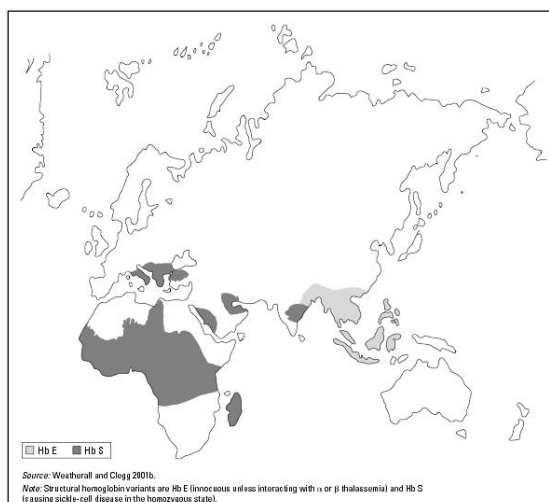 Hb E Hb S
Source: Weatherall and Clegg 2001b.
Note: Structural hemoglobin variants are Hb E (innocuous unless interacting with α or β thalassemia) and Hb S
(causing sickle-cell disease in the homozygous state).